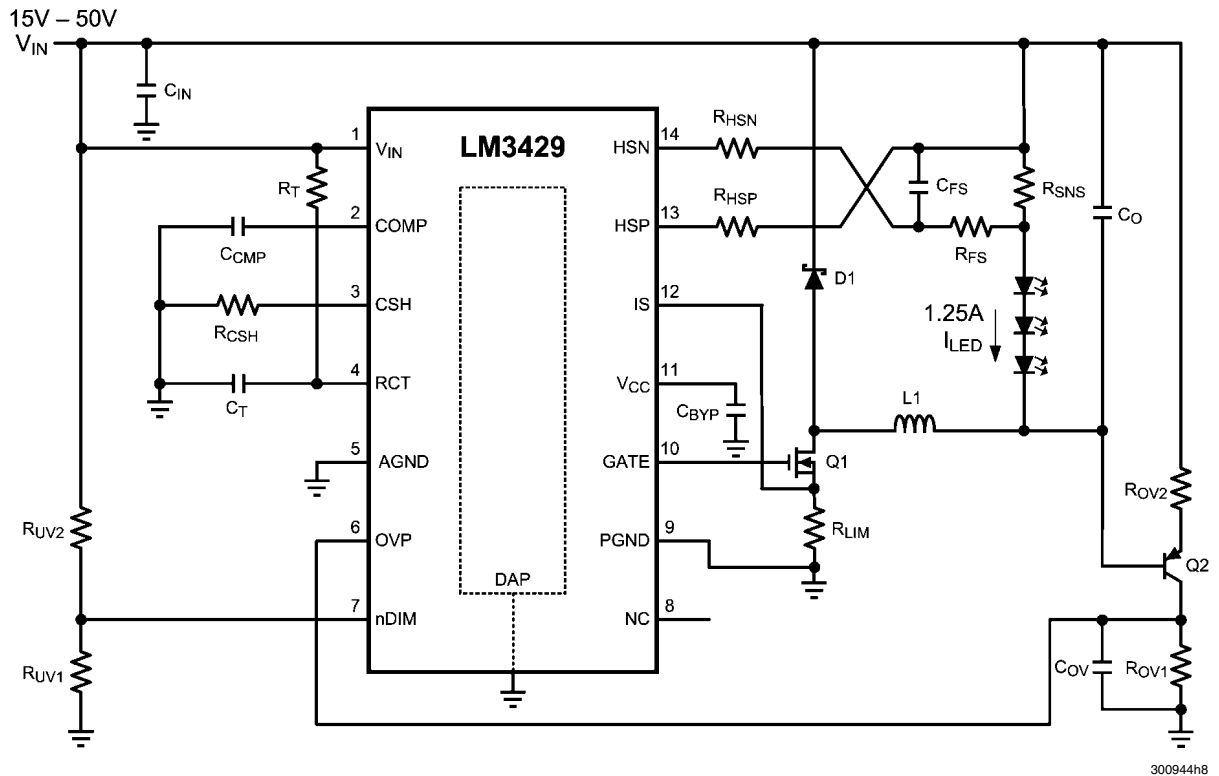 15V – 50V
VIN
CIN
LM3429
1 VIN
2 COMP
3 CSH
4 RCT
5 AGND
6 OVP
7 nDIM
DAP
14 HSN
13 HSP
12 IS
11 VCC
10 GATE
9 PGND
8 NC
RT
CCMP
RCSH
CT
RUV2
RUV1
RHSN
RHSP
CFS
RFS
RSNS
CO
D1
1.25A
ILED
CBYP
L1
Q1
RLIM
ROV2
Q2
COV
ROV1
300944h8